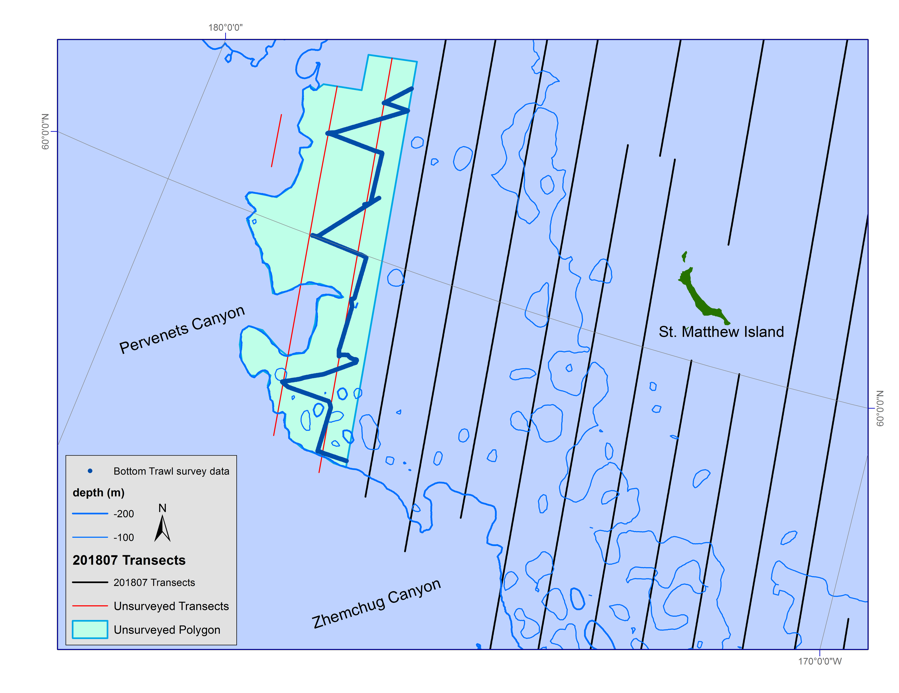 180°0'0"
60°0'0"N
Pervenets Canyon
St. Matthew Island
60°0'0"N
Bottom Trawl survey data
depth (m)
N
-200
-100
201807 Transects
201807 Transects
Unsurveyed Transects
Unsurveyed Polygon
Zhemchug Canyon
170°0'0"W